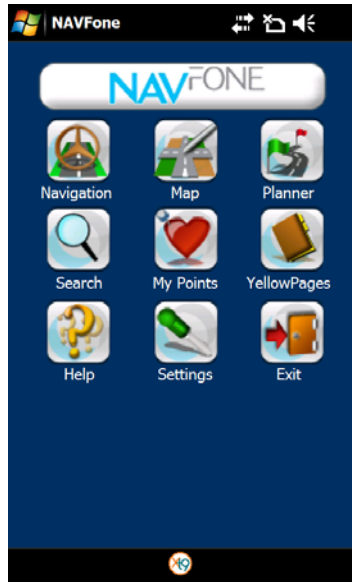 NAVFone
NAVFONE
Navigation Map Planner
Search My Points YellowPages
Help Settings Exit